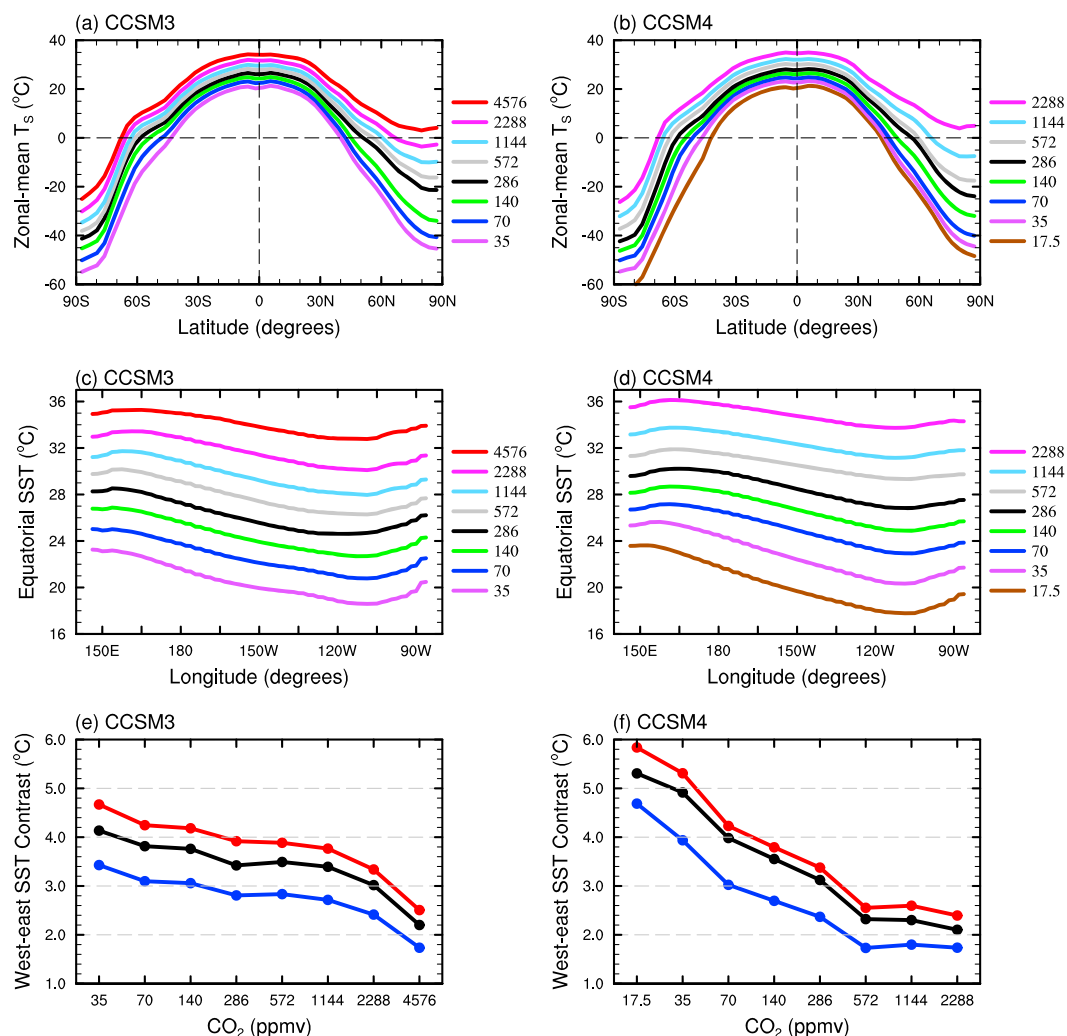 (a) CCSM3
Zonal-mean T_S (°C)
40
20
0
-20
-40
-60
90S 60S 30S 0 30N 60N 90N
Latitude (degrees)
4576
2288
1144
572
286
140
70
35
(b) CCSM4
Zonal-mean T_S (°C)
40
20
0
-20
-40
-60
90S 60S 30S 0 30N 60N 90N
Latitude (degrees)
2288
1144
572
286
140
70
35
17.5
(c) CCSM3
Equatorial SST (°C)
36
32
28
24
20
16
150E 180 150W 120W 90W
Longitude (degrees)
4576
2288
1144
572
286
140
70
35
(d) CCSM4
Equatorial SST (°C)
36
32
28
24
20
16
150E 180 150W 120W 90W
Longitude (degrees)
2288
1144
572
286
140
70
35
17.5
(e) CCSM3
West-east SST Contrast (°C)
6.0
5.0
4.0
3.0
2.0
1.0
35 70 140 286 572 1144 2288 4576
CO₂ (ppmv)
(f) CCSM4
West-east SST Contrast (°C)
6.0
5.0
4.0
3.0
2.0
1.0
17.5 35 70 140 286 572 1144 2288
CO₂ (ppmv)